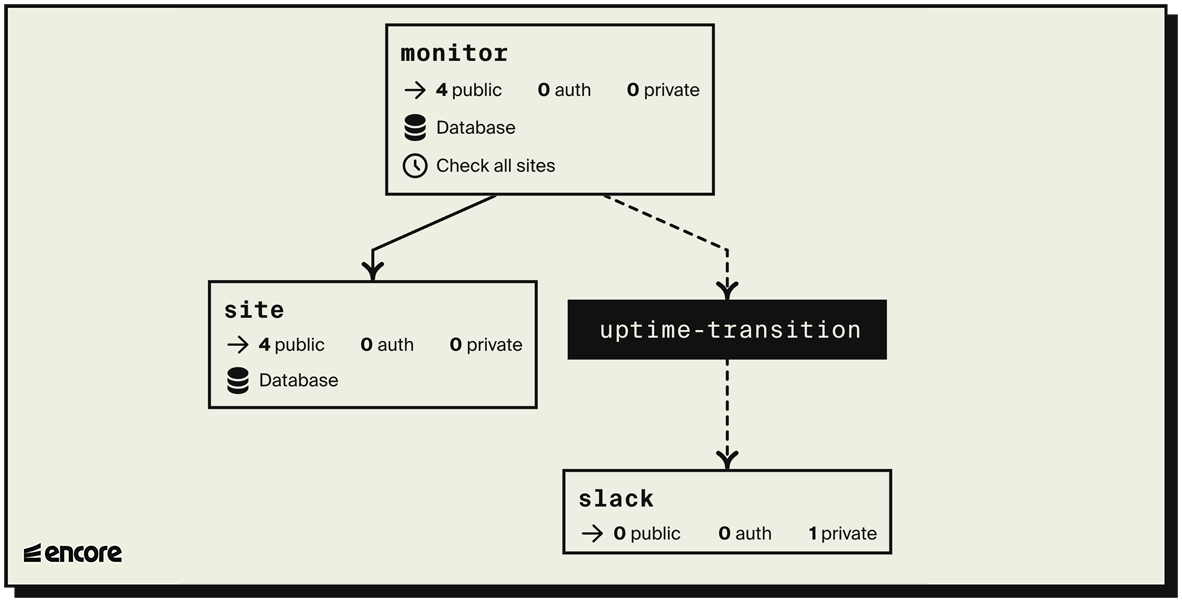 monitor
4 public 0 auth 0 private
Database
Check all sites
site
4 public 0 auth 0 private
Database
uptime-transition
slack
0 public 0 auth 1 private
encore